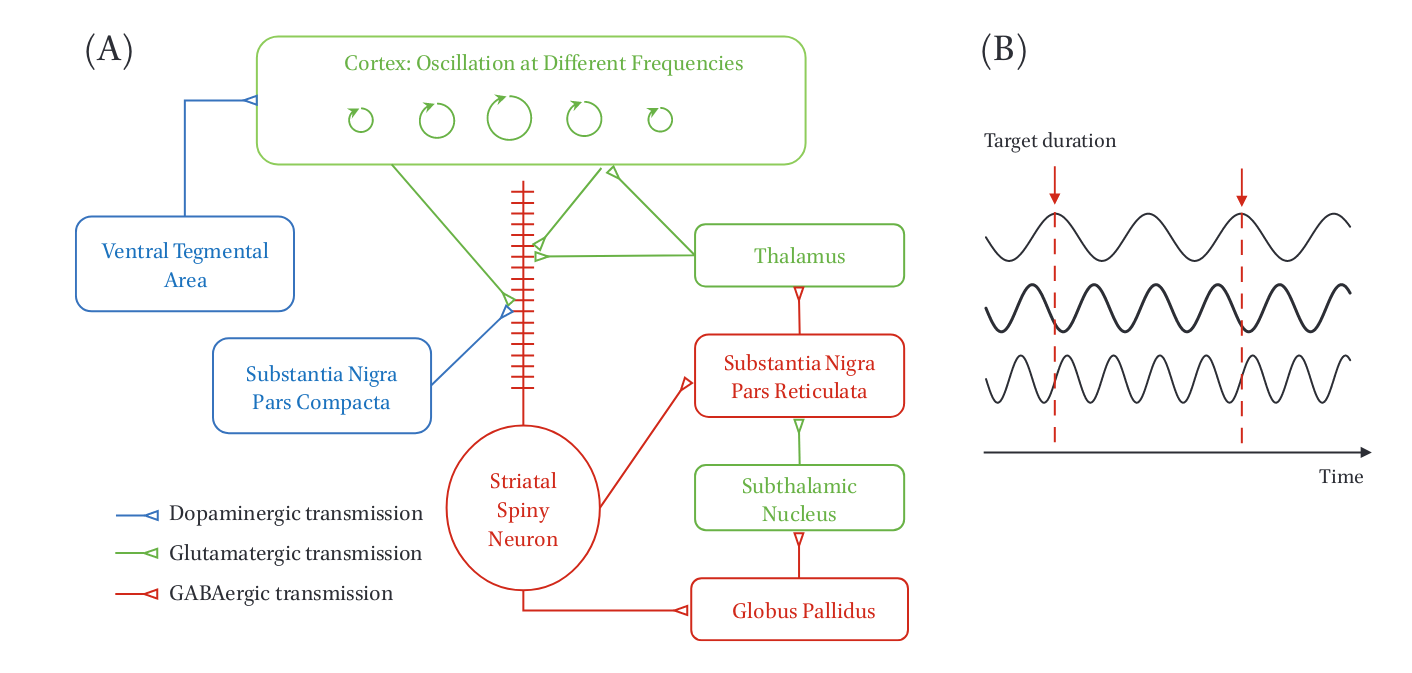 (A)
Cortex: Oscillation at Different Frequencies
Ventral Tegmental
Area
Substantia Nigra
Pars Compacta
Thalamus
Substantia Nigra
Pars Reticulata
Subthalamic
Nucleus
Globus Pallidus
Striatal
Spiny
Neuron
Dopaminergic transmission
Glutamatergic transmission
GABAergic transmission
(B)
Target duration
Time